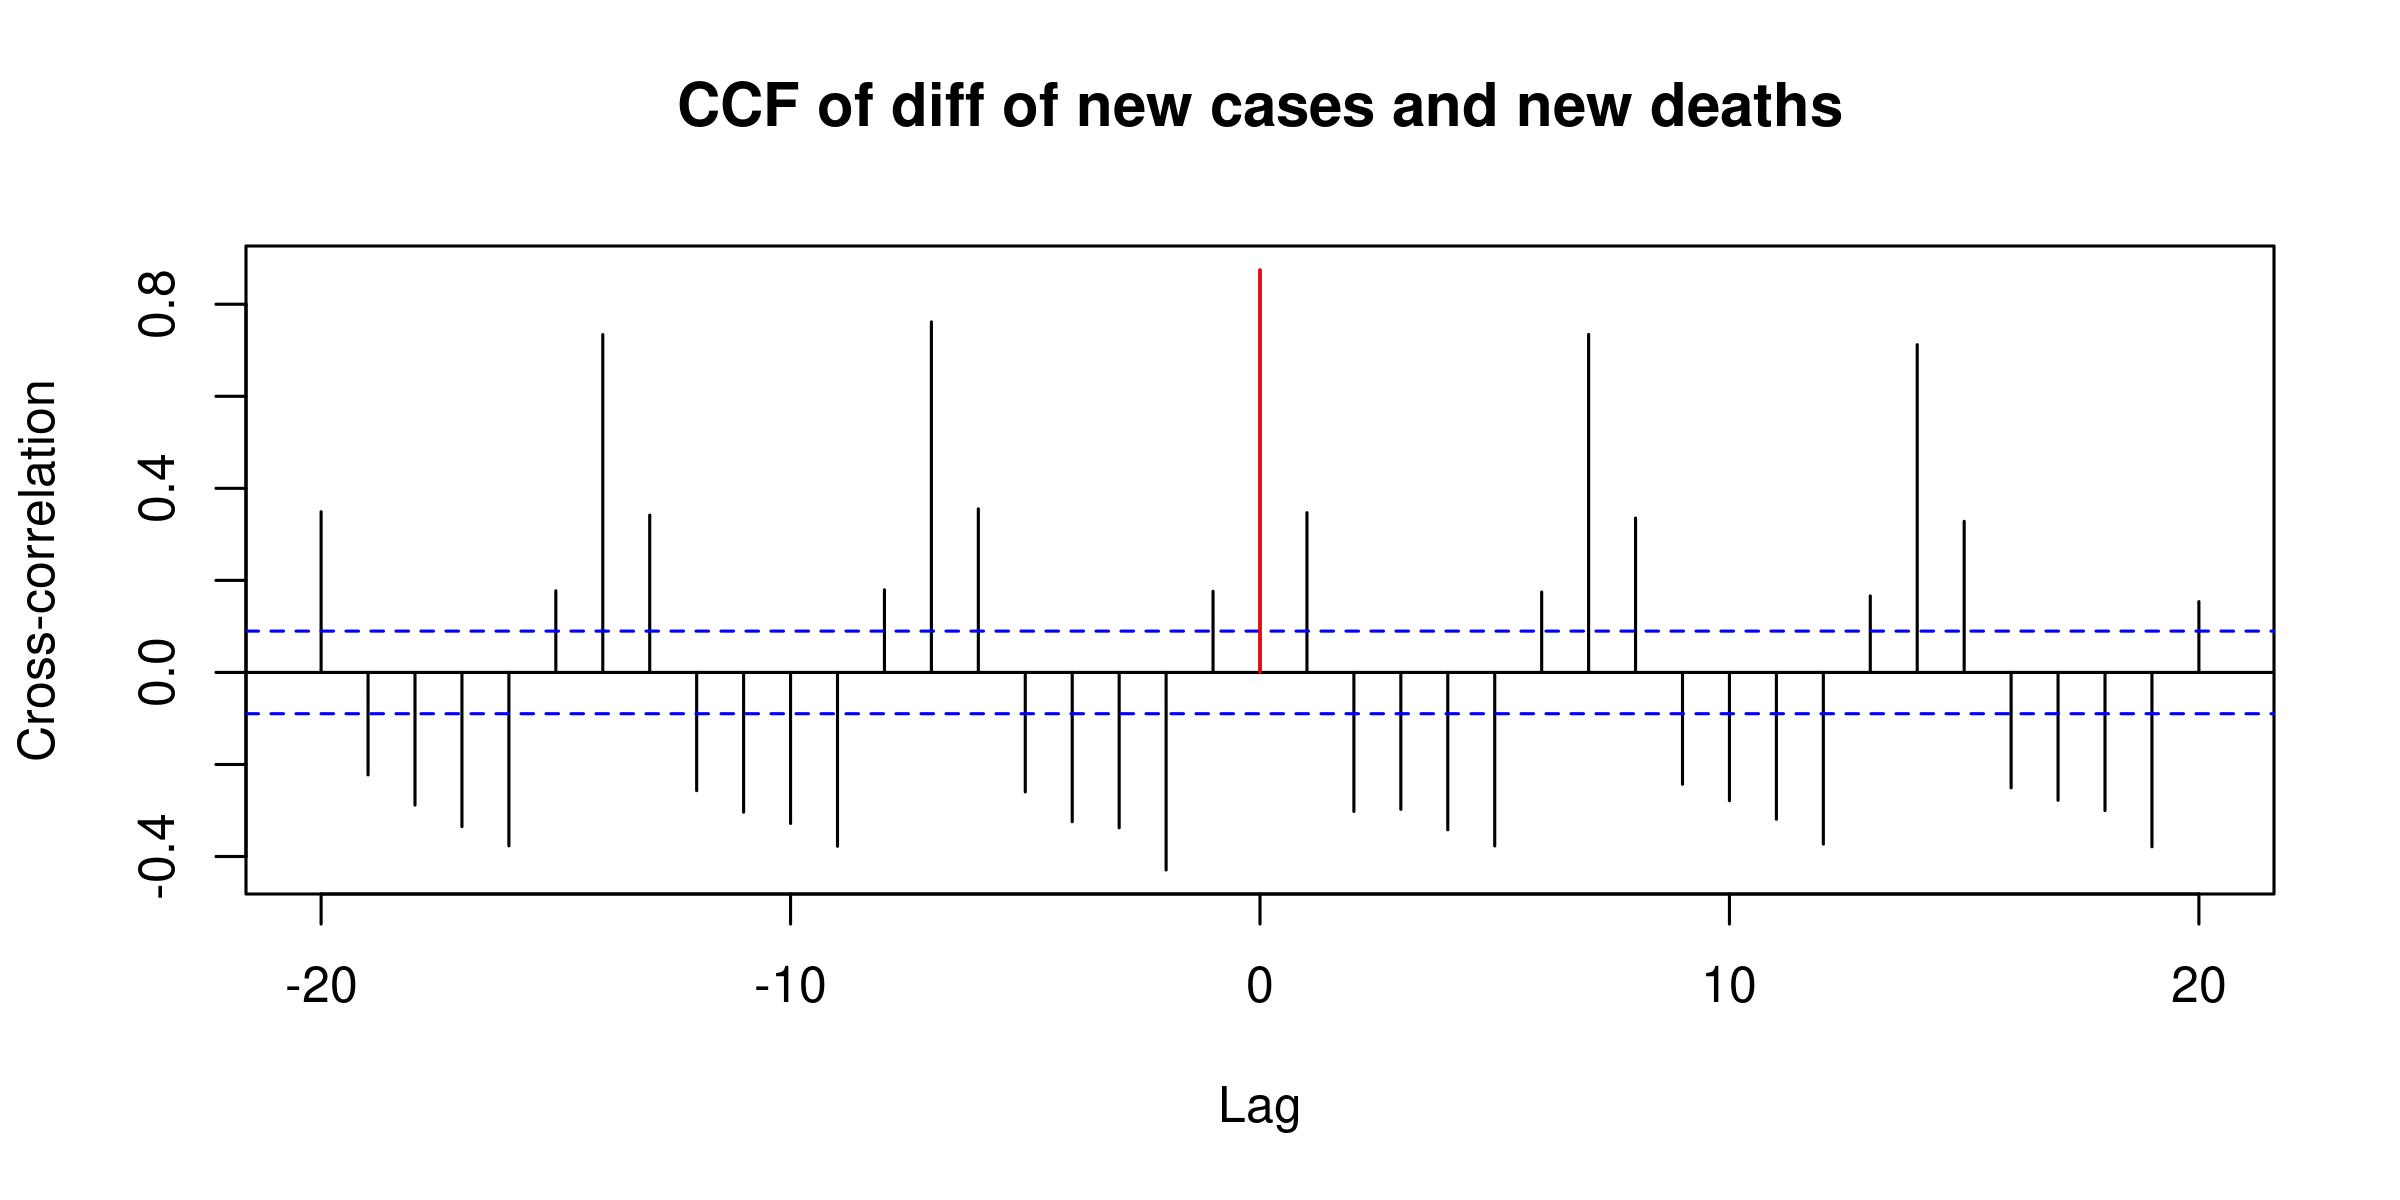 CCF of diff of new cases and new deaths
Cross-correlation
0.8
0.4
0.0
-0.4
-20 -10 0 10 20
Lag